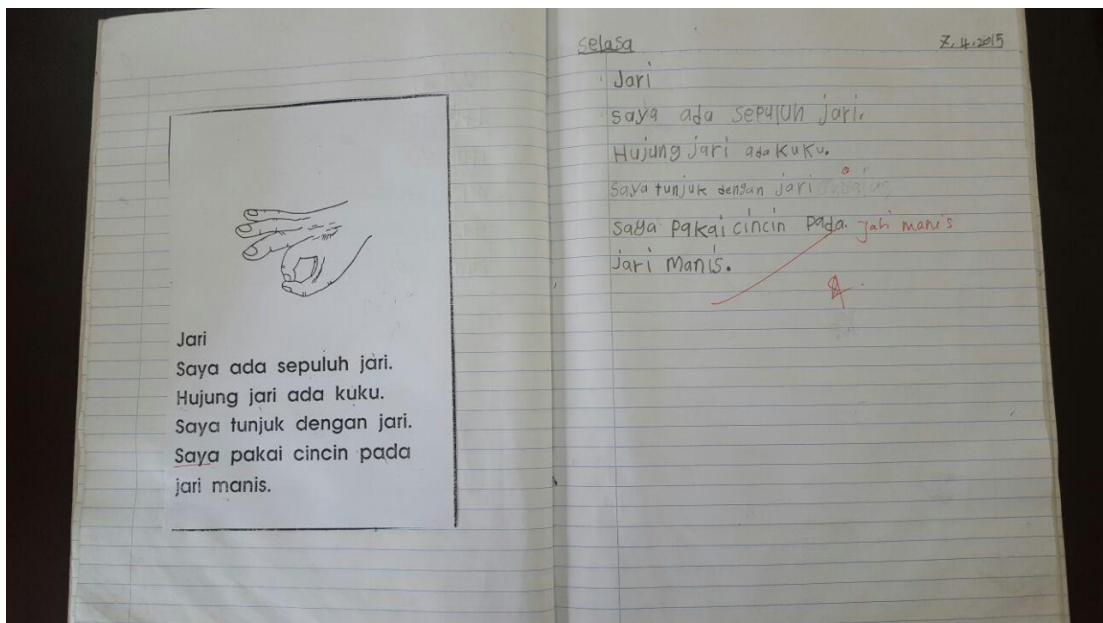 Jari
Saya ada sepuluh jari.
Hujung jari ada kuku.
Saya tunjuk dengan jari.
Saya pakai cincin pada
jari manis.
Selasa 7.4.2015
Jari
saya ada sepuluh jari.
Hujung jari ada kuku.
Saya tunjuk dengan jari
saya pakai cincin pada. jari manis
jari manis.